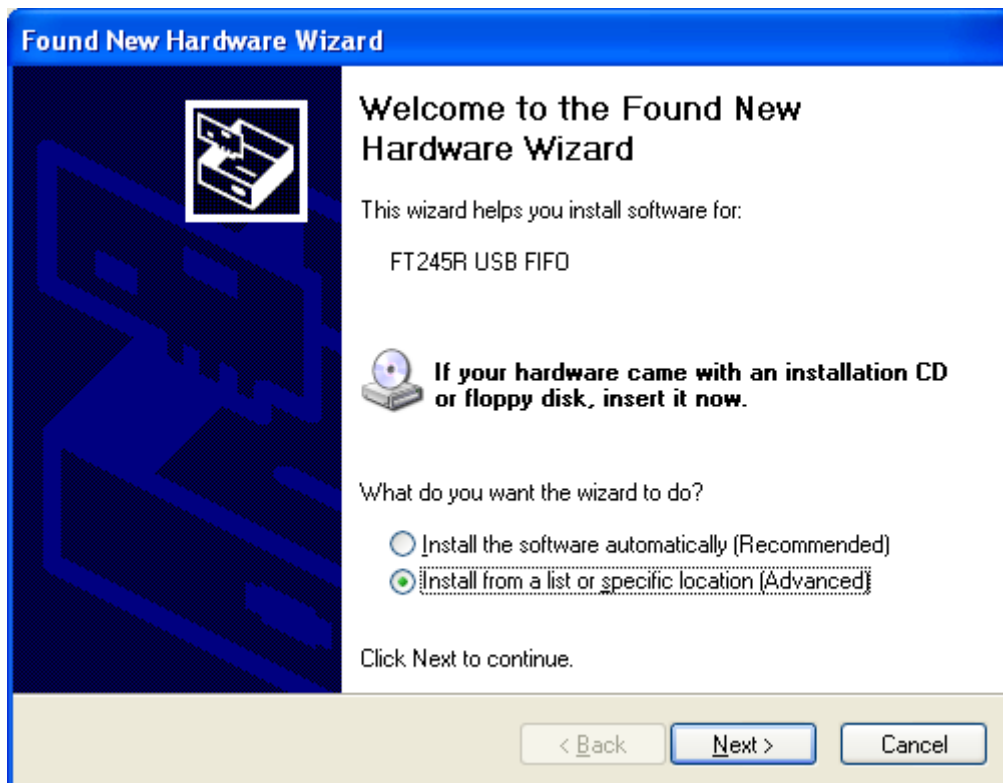 Found New Hardware Wizard
Welcome to the Found New
Hardware Wizard
This wizard helps you install software for:
FT245R USB FIFO
If your hardware came with an installation CD
or floppy disk, insert it now.
What do you want the wizard to do?
Install the software automatically (Recommended)
Install from a list or specific location (Advanced)
Click Next to continue.
< Back Next > Cancel